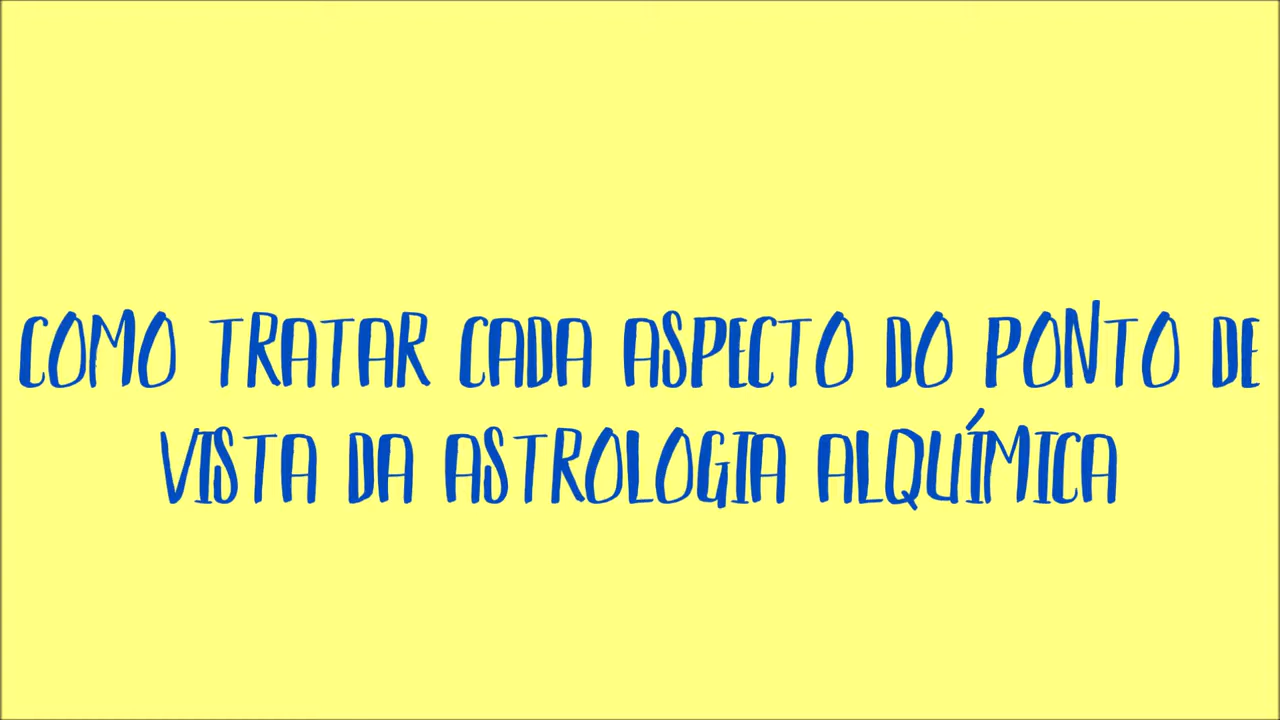 COMO TRATAR CADA ASPECTO DO PONTO DE
VISTA DA ASTROLOGIA ALQUÍMICA